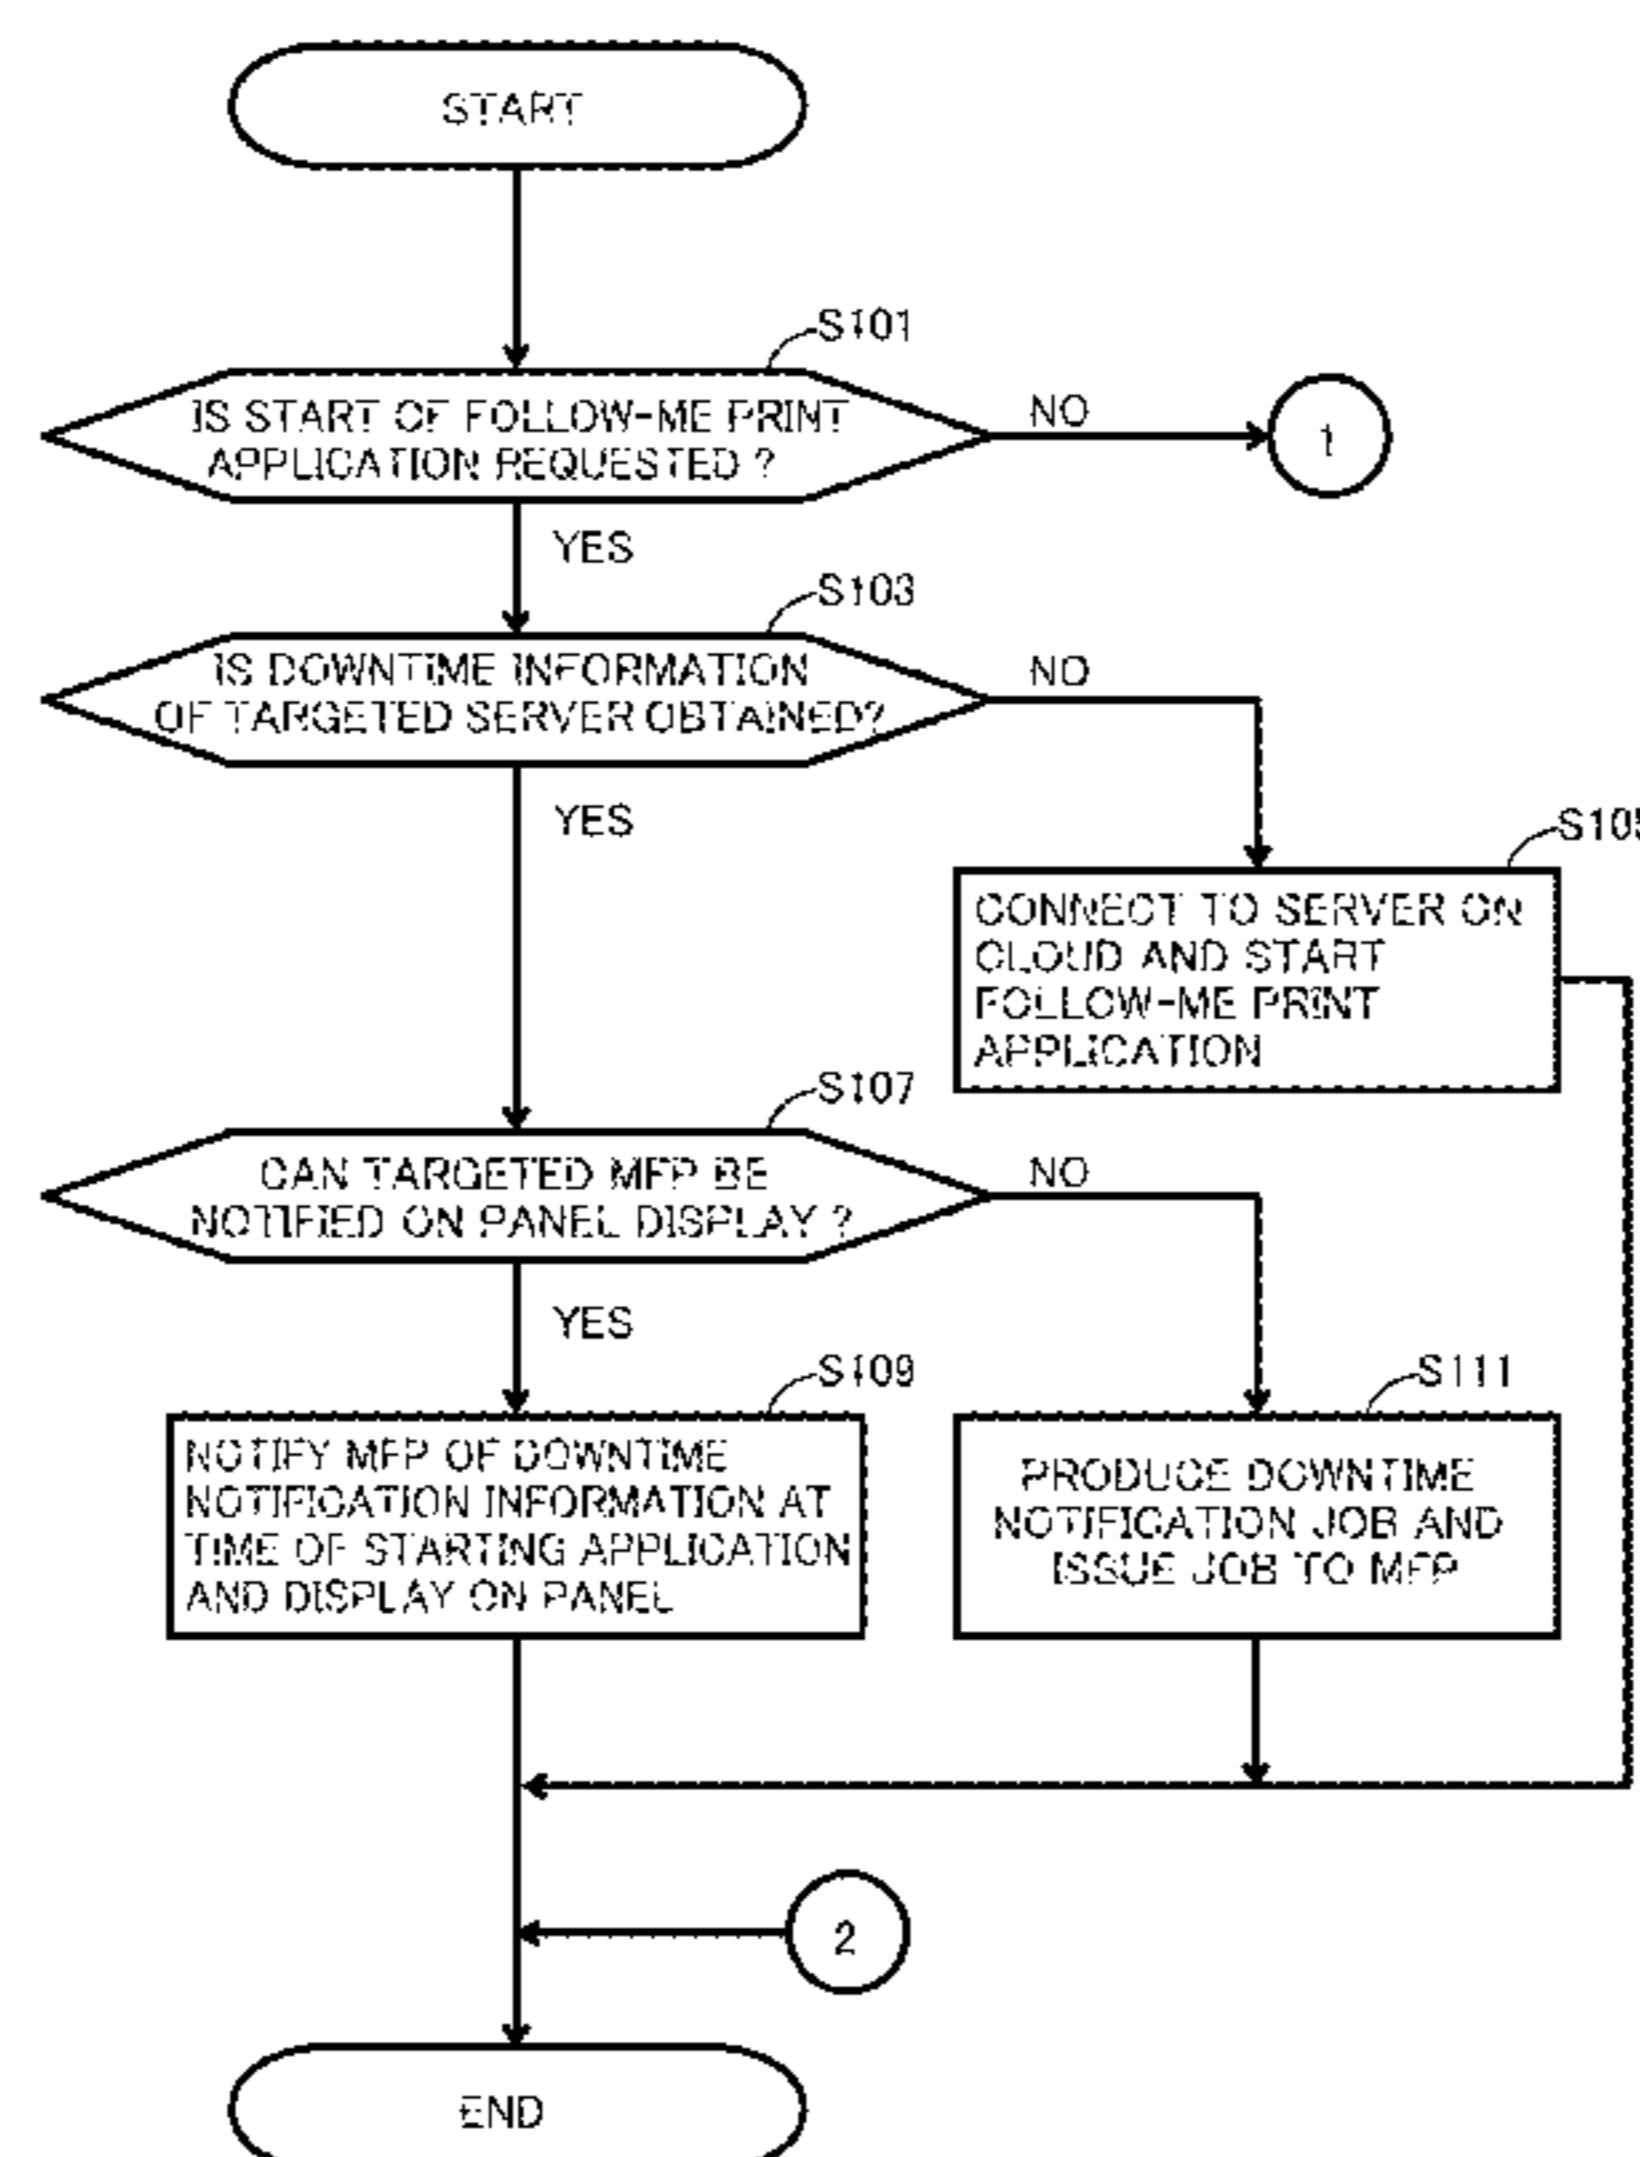 START
S101
IS START OF FOLLOW-ME PRINT
APPLICATION REQUESTED ?
NO
1
YES
S103
IS DOWNTIME INFORMATION
OF TARGETED SERVER OBTAINED?
NO
YES
S105
CONNECT TO SERVER ON
CLOUD AND START
FOLLOW-ME PRINT
APPLICATION
S107
CAN TARGETED MFP BE
NOTIFIED ON PANEL DISPLAY ?
NO
YES
S109
NOTIFY MFP OF DOWNTIME
NOTIFICATION INFORMATION AT
TIME OF STARTING APPLICATION
AND DISPLAY ON PANEL
S111
PRODUCE DOWNTIME
NOTIFICATION JOB AND
ISSUE JOB TO MFP
2
END